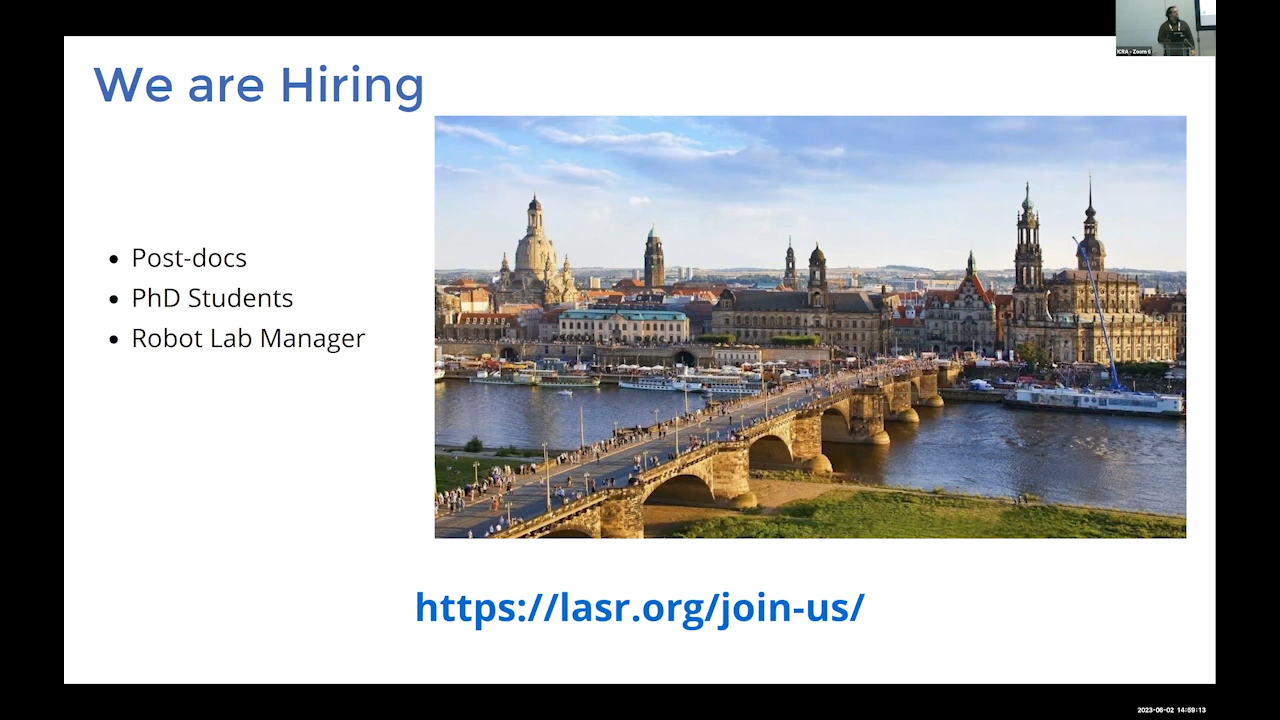 ICRA - Zoom 6
We are Hiring
Post-docs
PhD Students
Robot Lab Manager
https://lasr.org/join-us/
2023-06-02 14:59:13